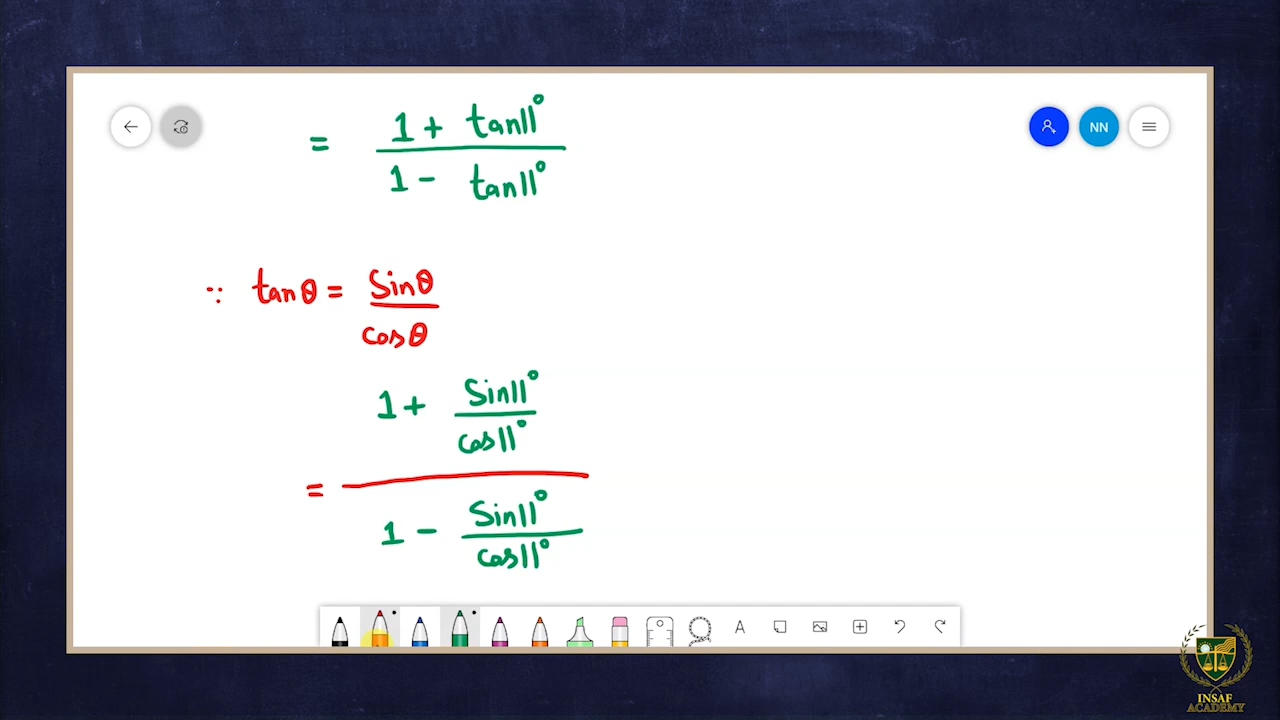 = 1 + tan11° / 1 - tan11°
NN
∵ tanθ = Sinθ / cosθ
= 1 + Sin11° / cos11°
1 - Sin11° / cos11°
A
INSAF
ACADEMY